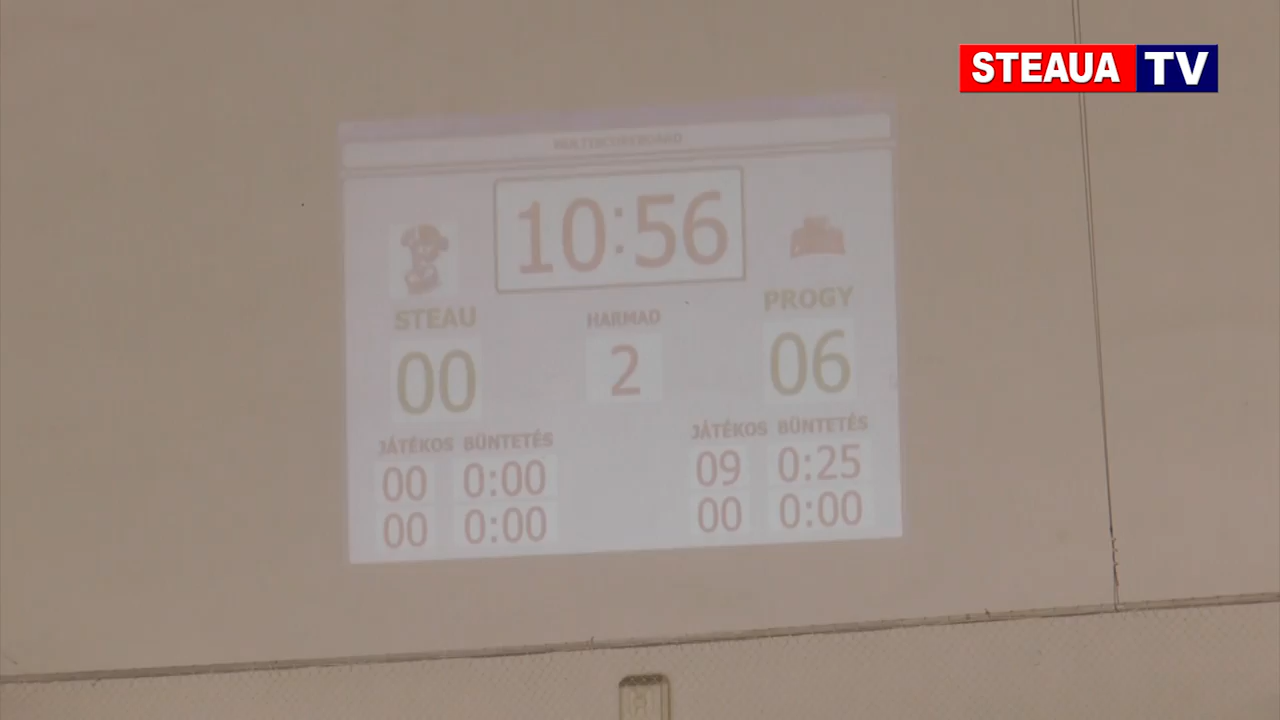 STEAUA TV
MULTISCOREBOARD
10:56
STEAU
HARMAD
PROGY
00
2
06
JÁTÉKOS BÜNTETÉS
JÁTÉKOS BÜNTETÉS
00 0:00
09 0:25
00 0:00
00 0:00